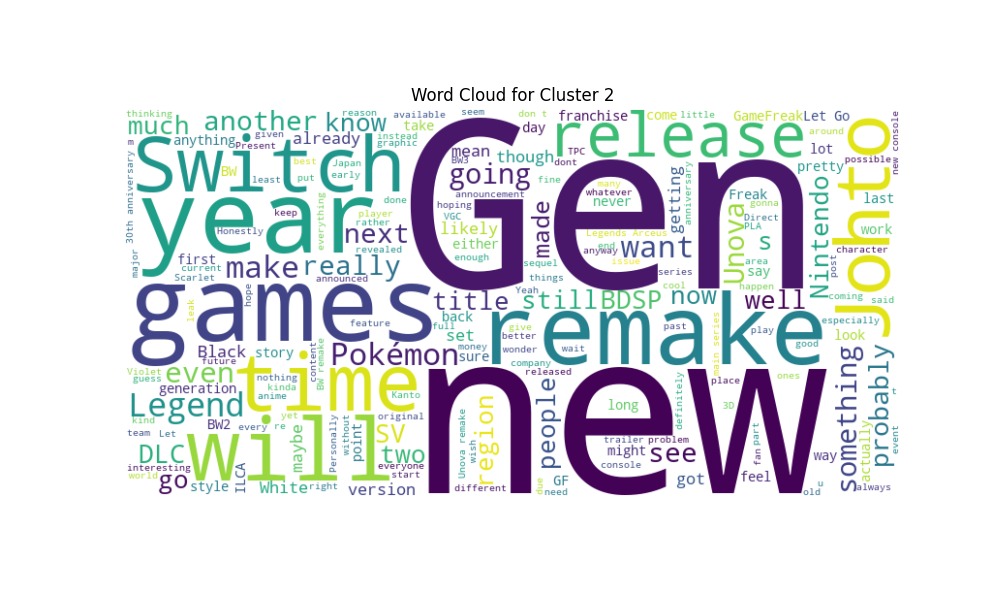 Word Cloud for Cluster 2
thinking
reason
available
seem
don t
franchise
come
little
GameFreak
Let Go
much
another
know
take
day
release
around
new console
anything
given
already
instead
graphic
mean
BW3
though
TPC
dont
lot
possible
m
Present
best
Japan
early
going
made
many
whatever
never
getting
anniversary
pretty
Johto
Switch
BW
least
put
announcement
fine
Freak
gonna
Direct
PLA
last
work
character
30th anniversary
year
keep
everything
done
player
rather
revealed
hoping
VGC
likely
either
enough
Legends Arceus
end
anyway
issue
want
Unova
s
area
say
happen
Nintendo
post
Honestly
next
Gen
major
first
current
Scarlet
make
hope
really
announced
sequel
things
Yeah
series
cool
coming
said
games
leak
feature
title
back
full
set
still
BDSP
now
well
especially
look
Black
future
story
content
BW remake
Pokémon
money
sure
give
better
wonder
wait
company
released
remake
past
main series
play
good
something
probably
Violet
guess
even
generation
nothing
kinda
anime
time
Kanto
new
place
ones
kind
Legend
BW2
every
yet
re
original
Unova remake
wish
region
people
long
definitely
3D
actually
r
event
team
Let
will
Personally
without
maybe
point
SV
everyone
two
trailer
problem
might
see
console
part
fan
way
DLC
interesting
world
go
style
ILCA
White
right
version
different
due
need
GF
got
feel
old
u
always